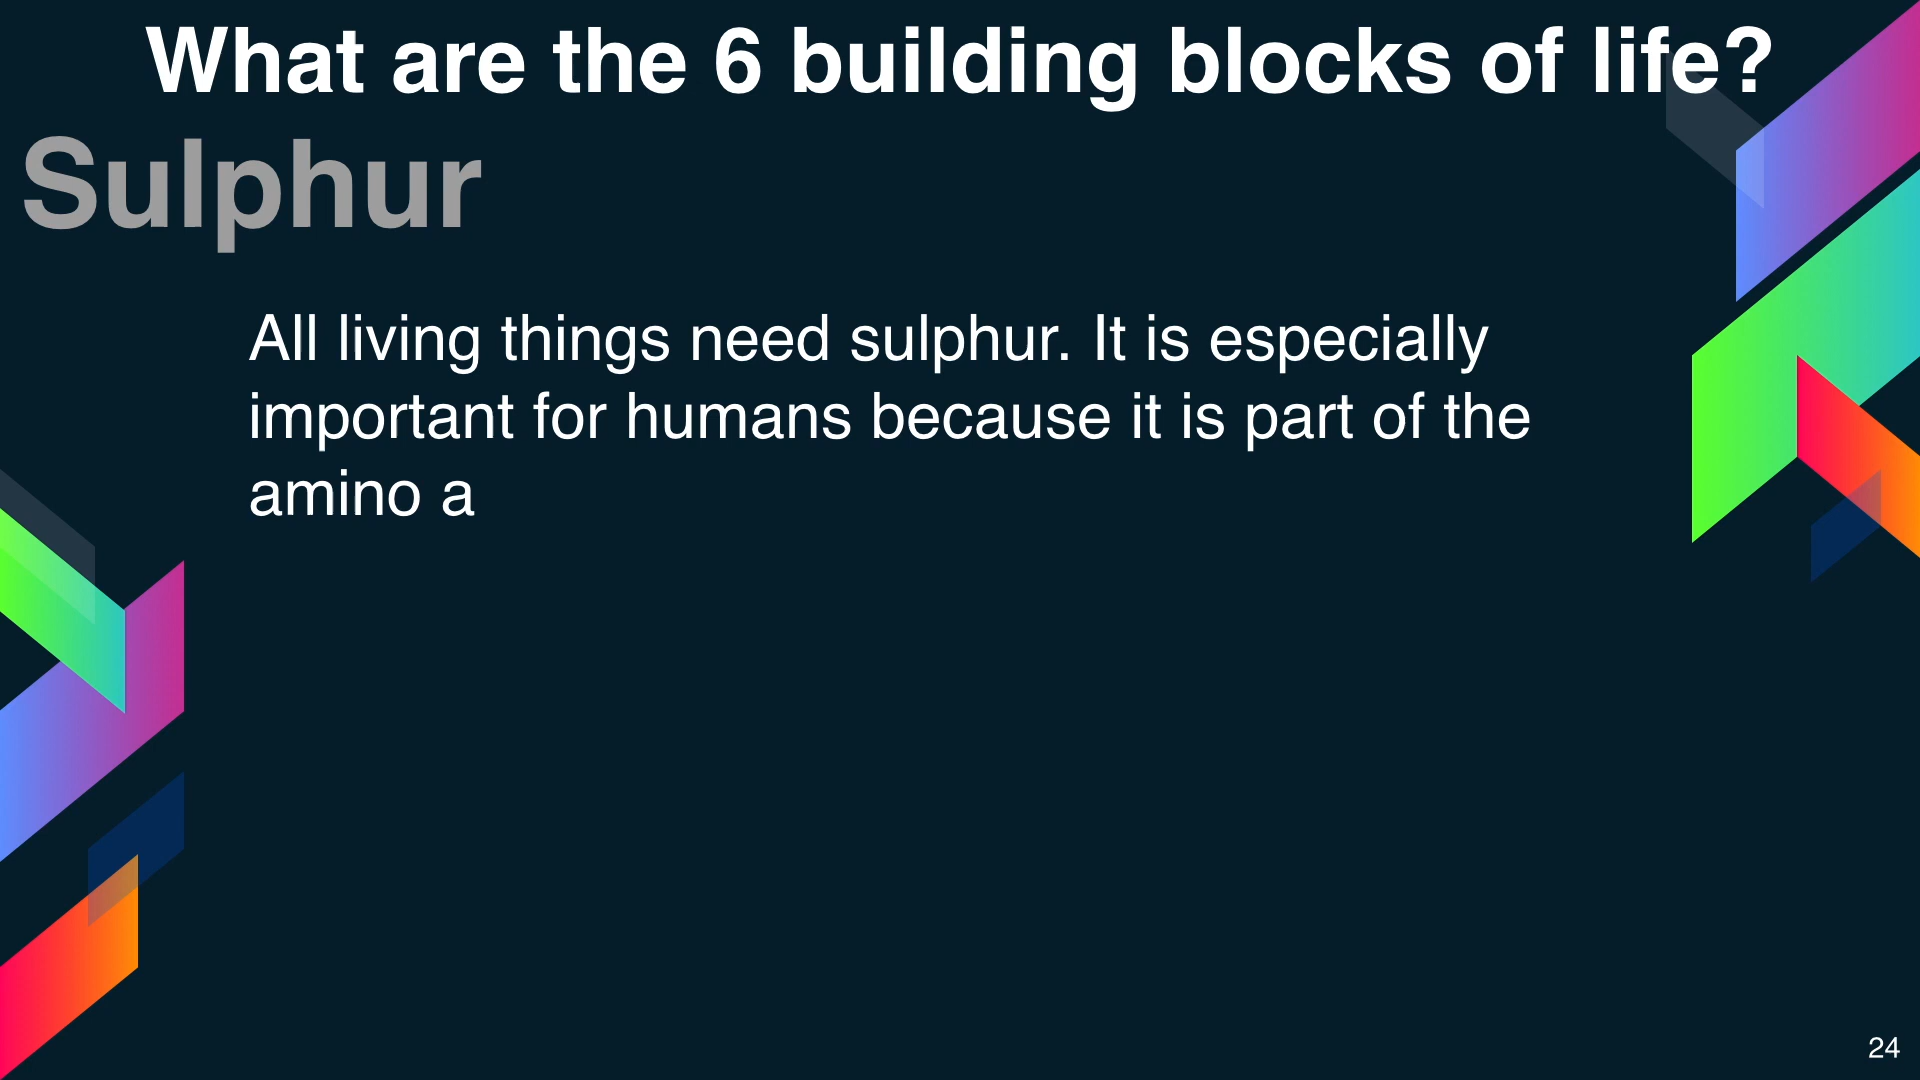 What are the 6 building blocks of life?
Sulphur
All living things need sulphur. It is especially
important for humans because it is part of the
amino a
24